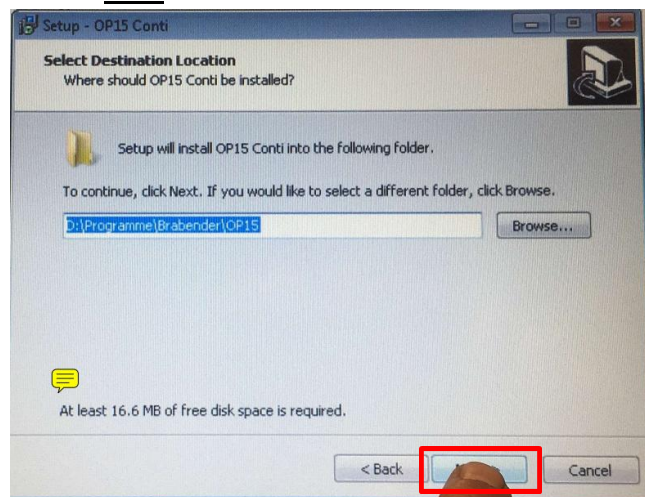 Setup - OP15 Conti
Select Destination Location
Where should OP15 Conti be installed?
Setup will install OP15 Conti into the following folder.
To continue, click Next. If you would like to select a different folder, click Browse.
D:\Programme\Brabender\OP15
Browse...
At least 16.6 MB of free disk space is required.
< Back
Cancel